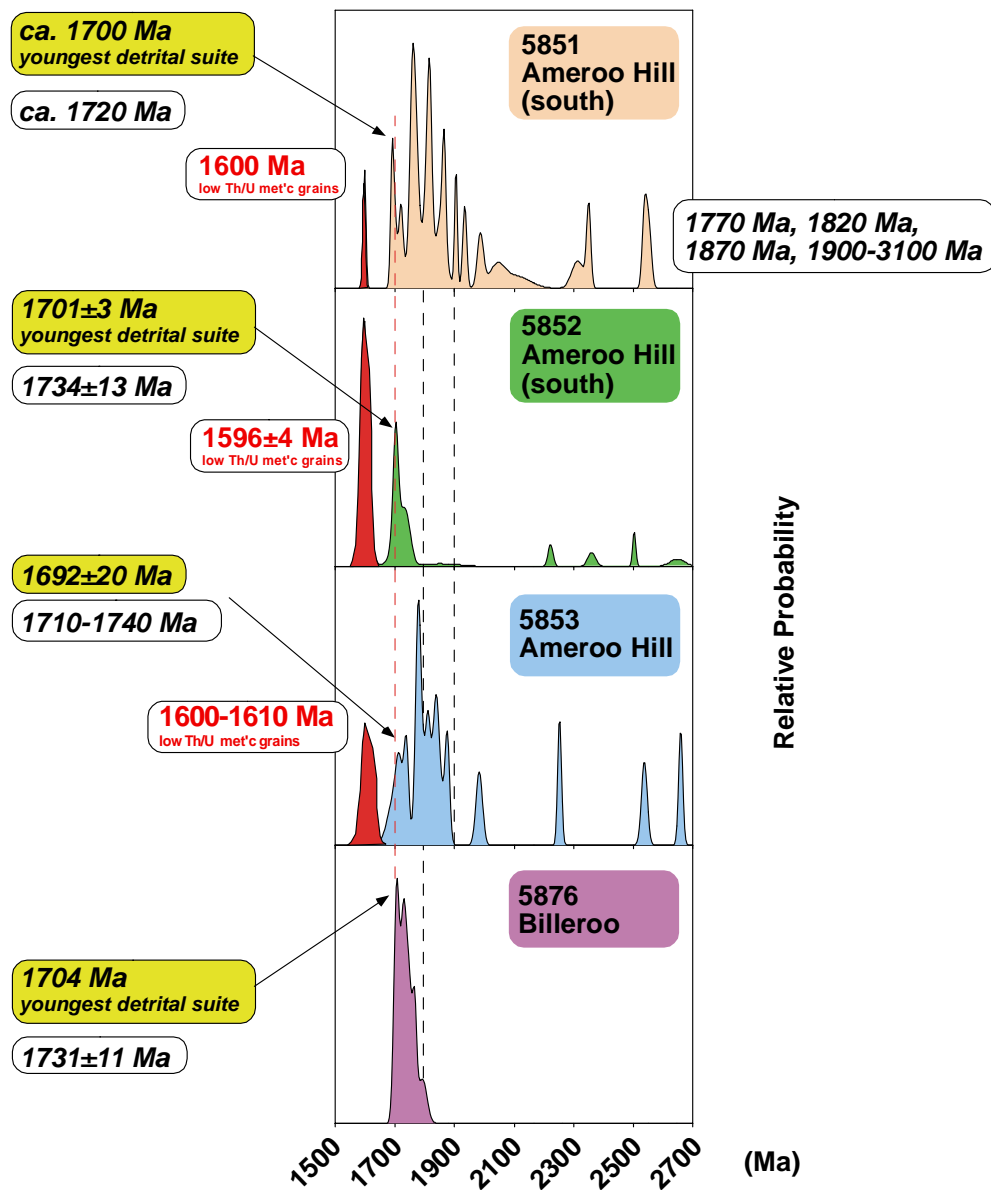 ca. 1700 Ma
youngest detrital suite
ca. 1720 Ma
1600 Ma
low Th/U met'c grains
5851
Ameroo Hill
(south)
1770 Ma, 1820 Ma,
1870 Ma, 1900-3100 Ma
1701±3 Ma
youngest detrital suite
1734±13 Ma
1596±4 Ma
low Th/U met'c grains
5852
Ameroo Hill
(south)
1692±20 Ma
1710-1740 Ma
1600-1610 Ma
low Th/U met'c grains
5853
Ameroo Hill
Relative Probability
1704 Ma
youngest detrital suite
1731±11 Ma
5876
Billeroo
1500 1700 1900 2100 2300 2500 2700 (Ma)